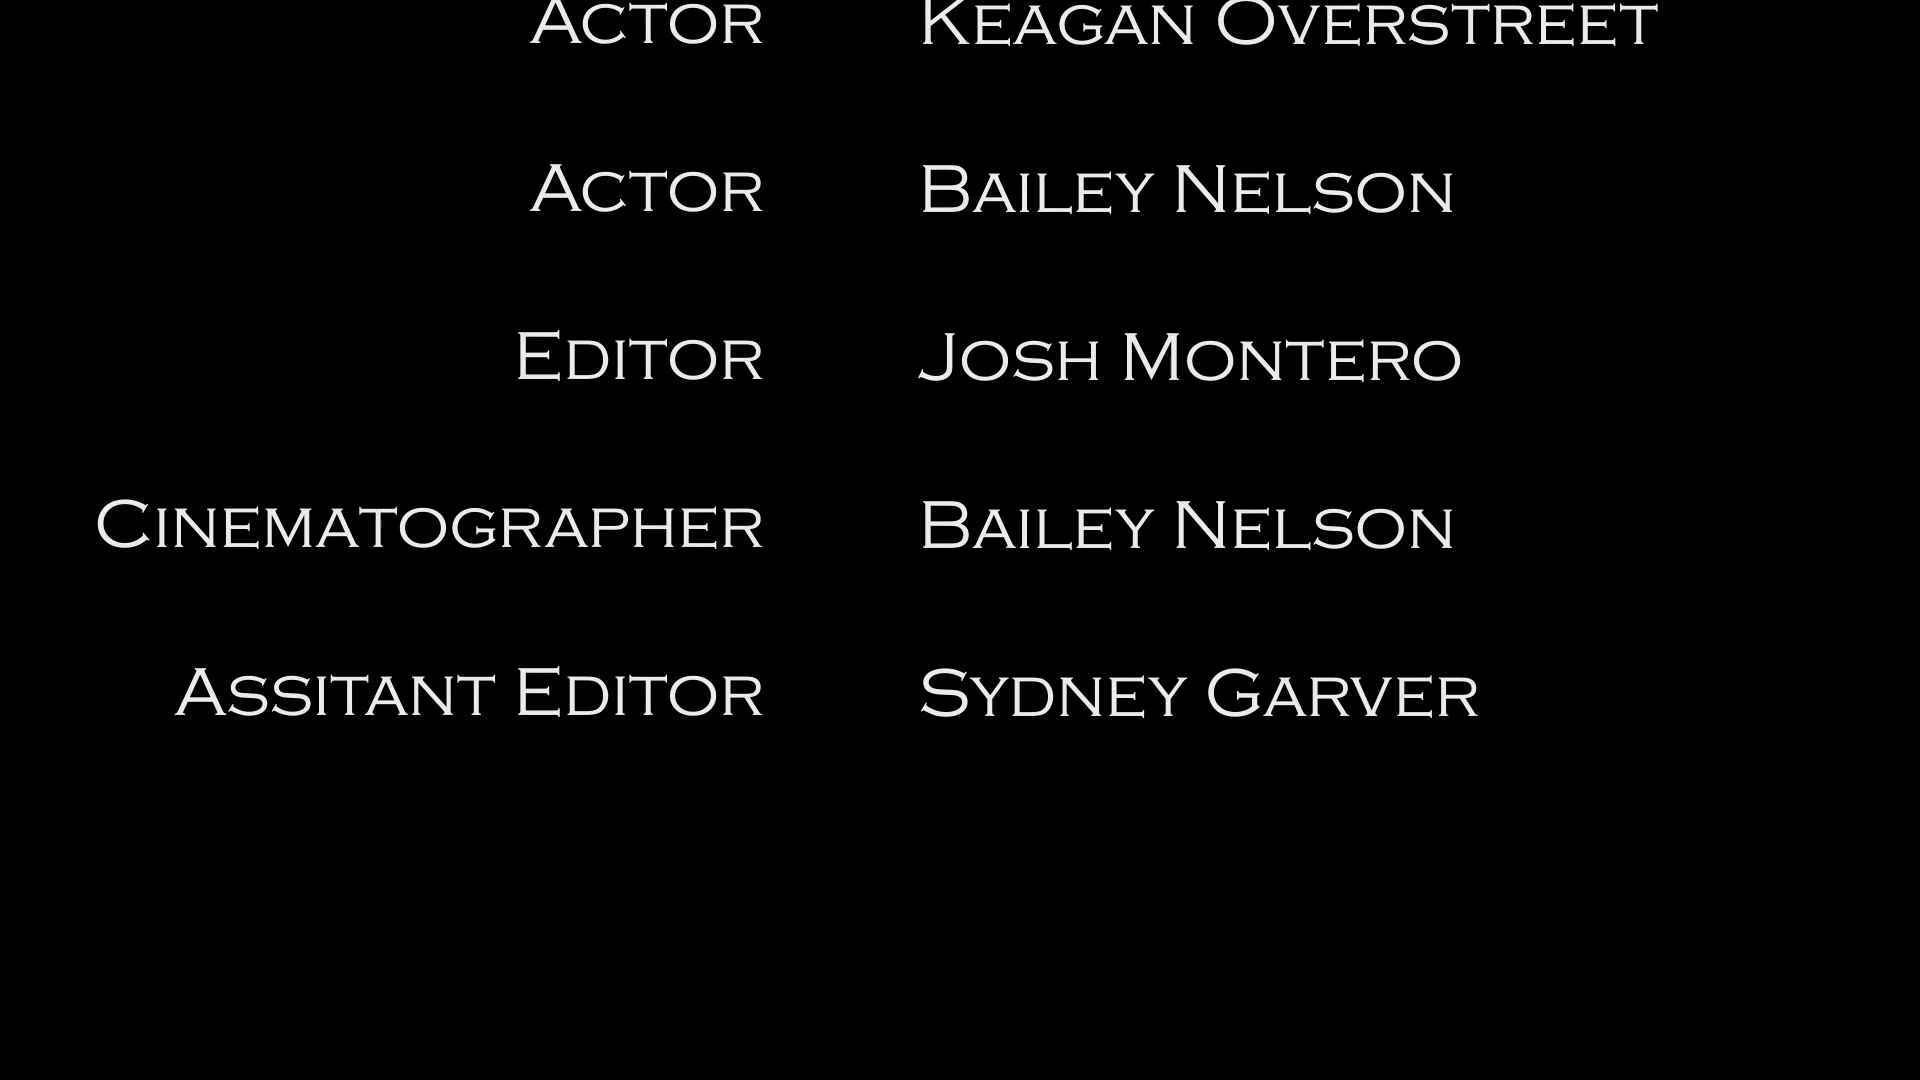 Actor Keagan Overstreet
Actor Bailey Nelson
Editor Josh Montero
Cinematographer Bailey Nelson
Assitant Editor Sydney Garver